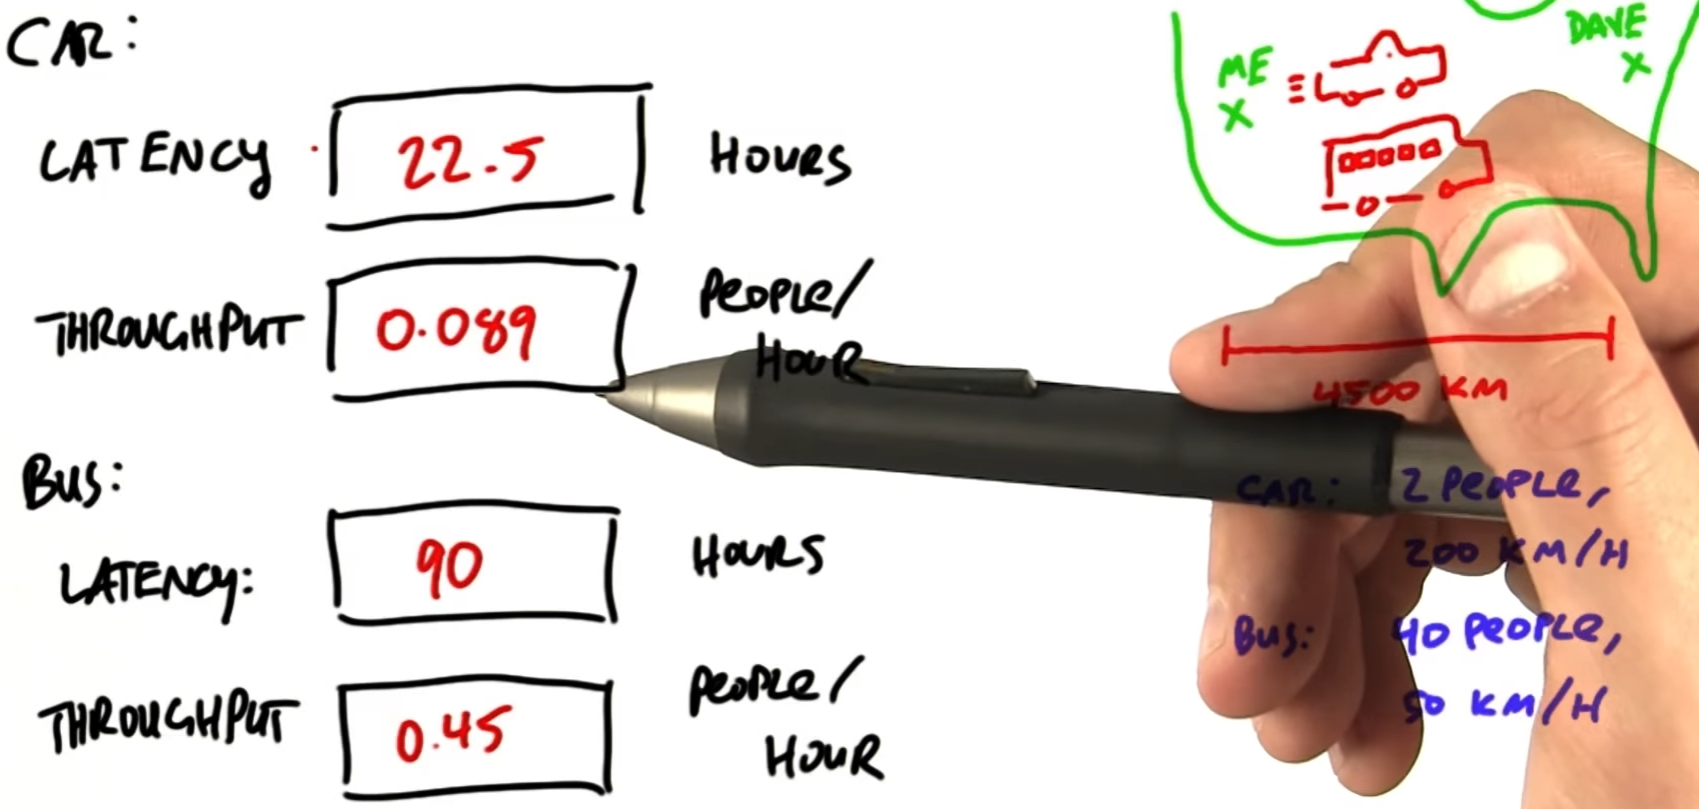 CAR:
LATENCY 22.5 HOURS
THROUGHPUT 0.089 PEOPLE/
HOUR
BUS:
LATENCY: 90 HOURS
THROUGHPUT 0.45 PEOPLE/
HOUR
ME
X
DAVE
X
4500 KM
CAR: 2 PEOPLE,
200 KM/H
BUS: 40 PEOPLE,
50 KM/H